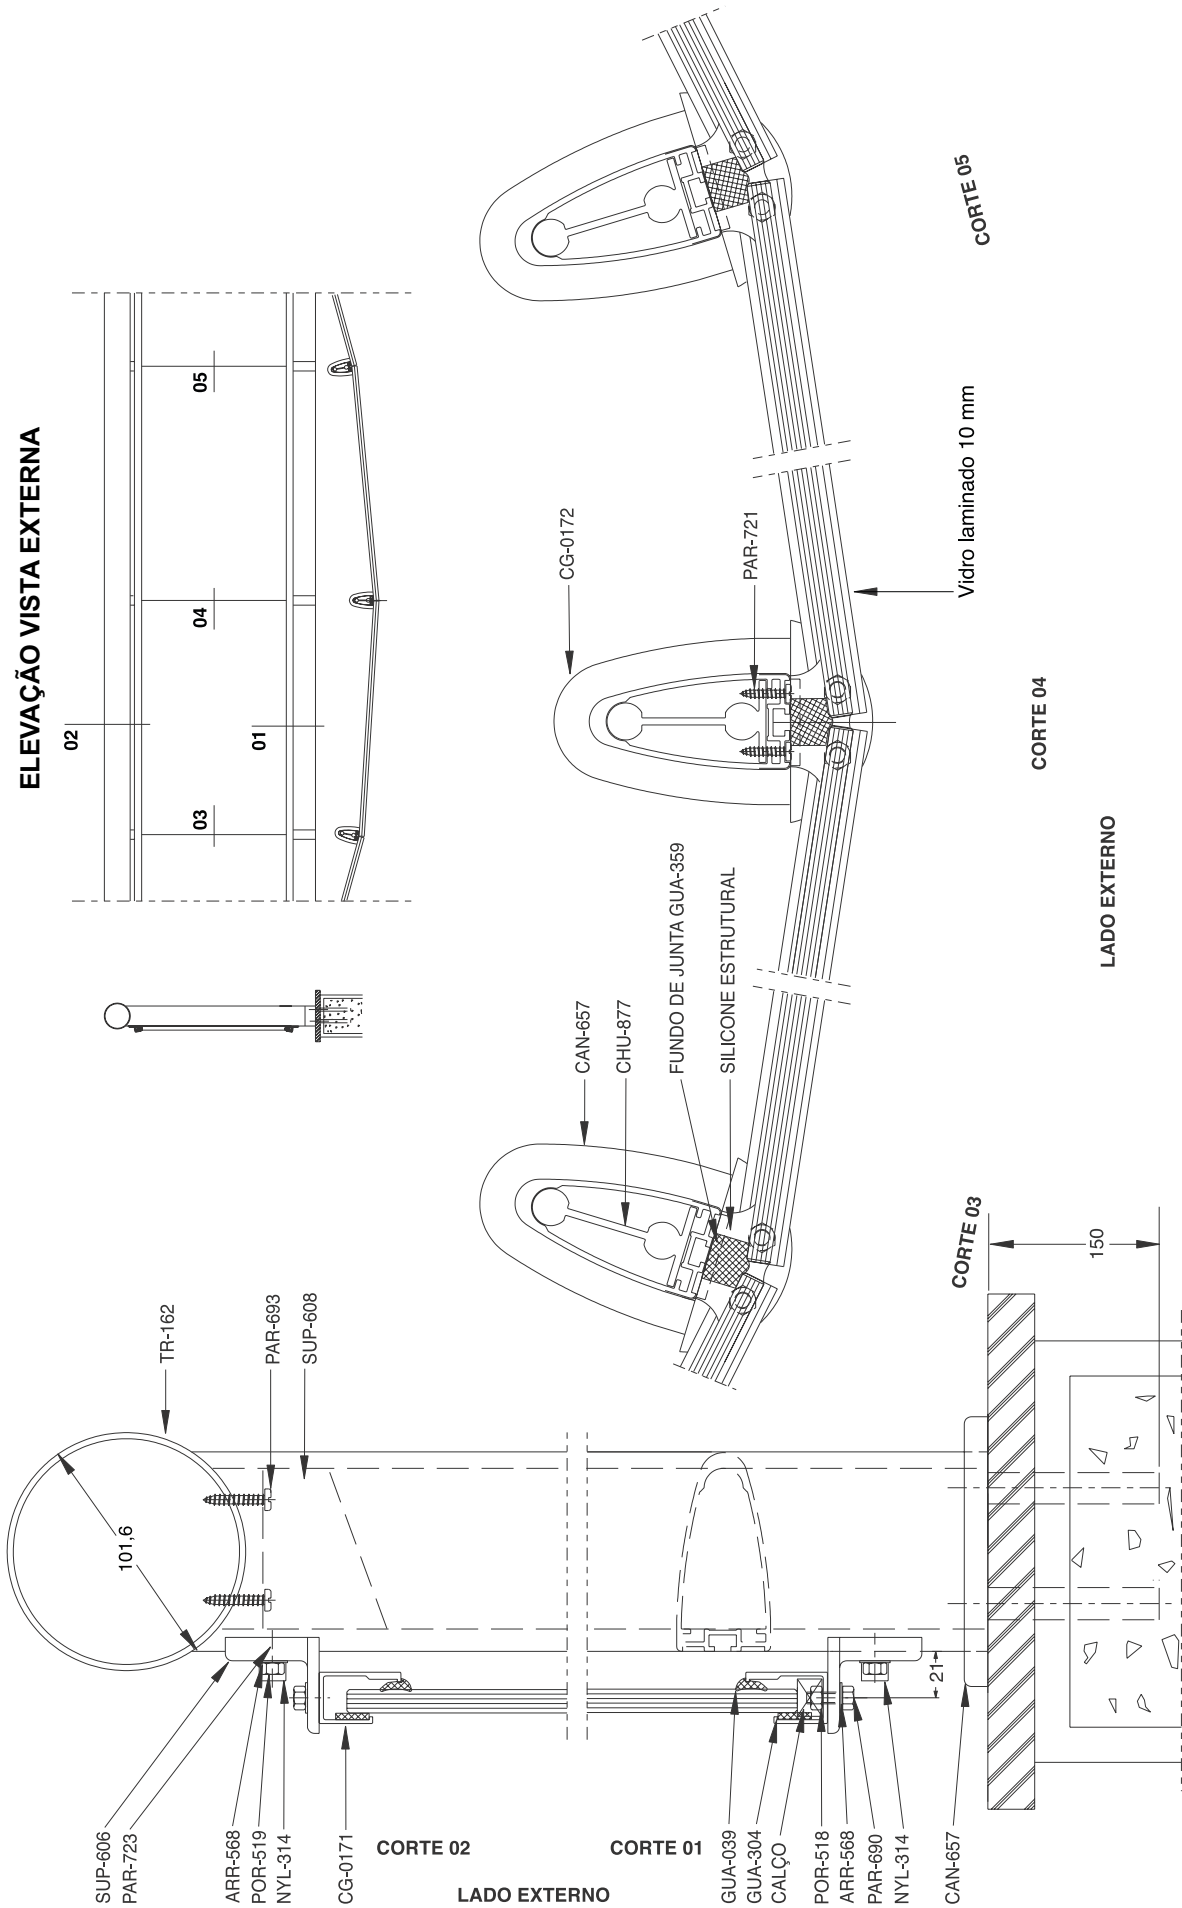 ELEVAÇÃO VISTA EXTERNA
02
01
03
04
05
TR-162
PAR-693
SUP-608
101,6
SUP-606
PAR-723
ARR-568
POR-519
NYL-314
CG-0171
CORTE 02
LADO EXTERNO
CORTE 01
GUA-039
GUA-304
CALÇO
POR-518
ARR-568
PAR-690
NYL-314
CAN-657
21
150
CORTE 03
CAN-657
CHU-877
FUNDO DE JUNTA GUA-359
SILICONE ESTRUTURAL
CG-0172
PAR-721
Vidro laminado 10 mm
CORTE 04
CORTE 05
LADO EXTERNO